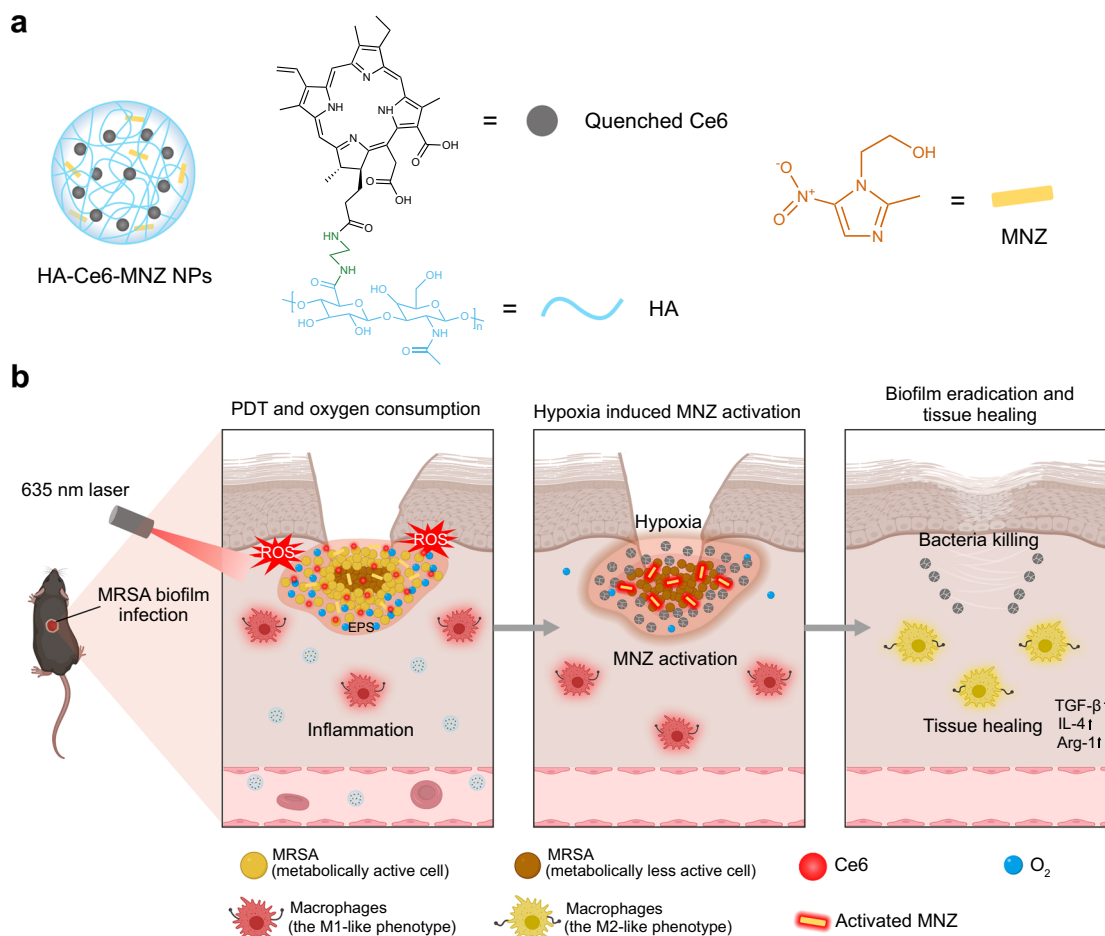 a
N
N
NH
HN
N
OH
O
O
OH
O
HN
NH
O
O
HO
OH
O
HO
OH
O
O
NH
O
n
= Quenched Ce6
HA-Ce6-MNZ NPs
= HA
OH
⁻O
N⁺
O
N
N
= MNZ
b
PDT and oxygen consumption
Hypoxia induced MNZ activation
Biofilm eradication and
tissue healing
635 nm laser
MRSA biofilm
infection
ROS
ROS
EPS
Inflammation
Hypoxia
MNZ activation
Bacteria killing
Tissue healing
TGF-β↑
IL-4↑
Arg-1↑
MRSA
(metabolically active cell)
MRSA
(metabolically less active cell)
Ce6
O₂
Macrophages
(the M1-like phenotype)
Macrophages
(the M2-like phenotype)
Activated MNZ